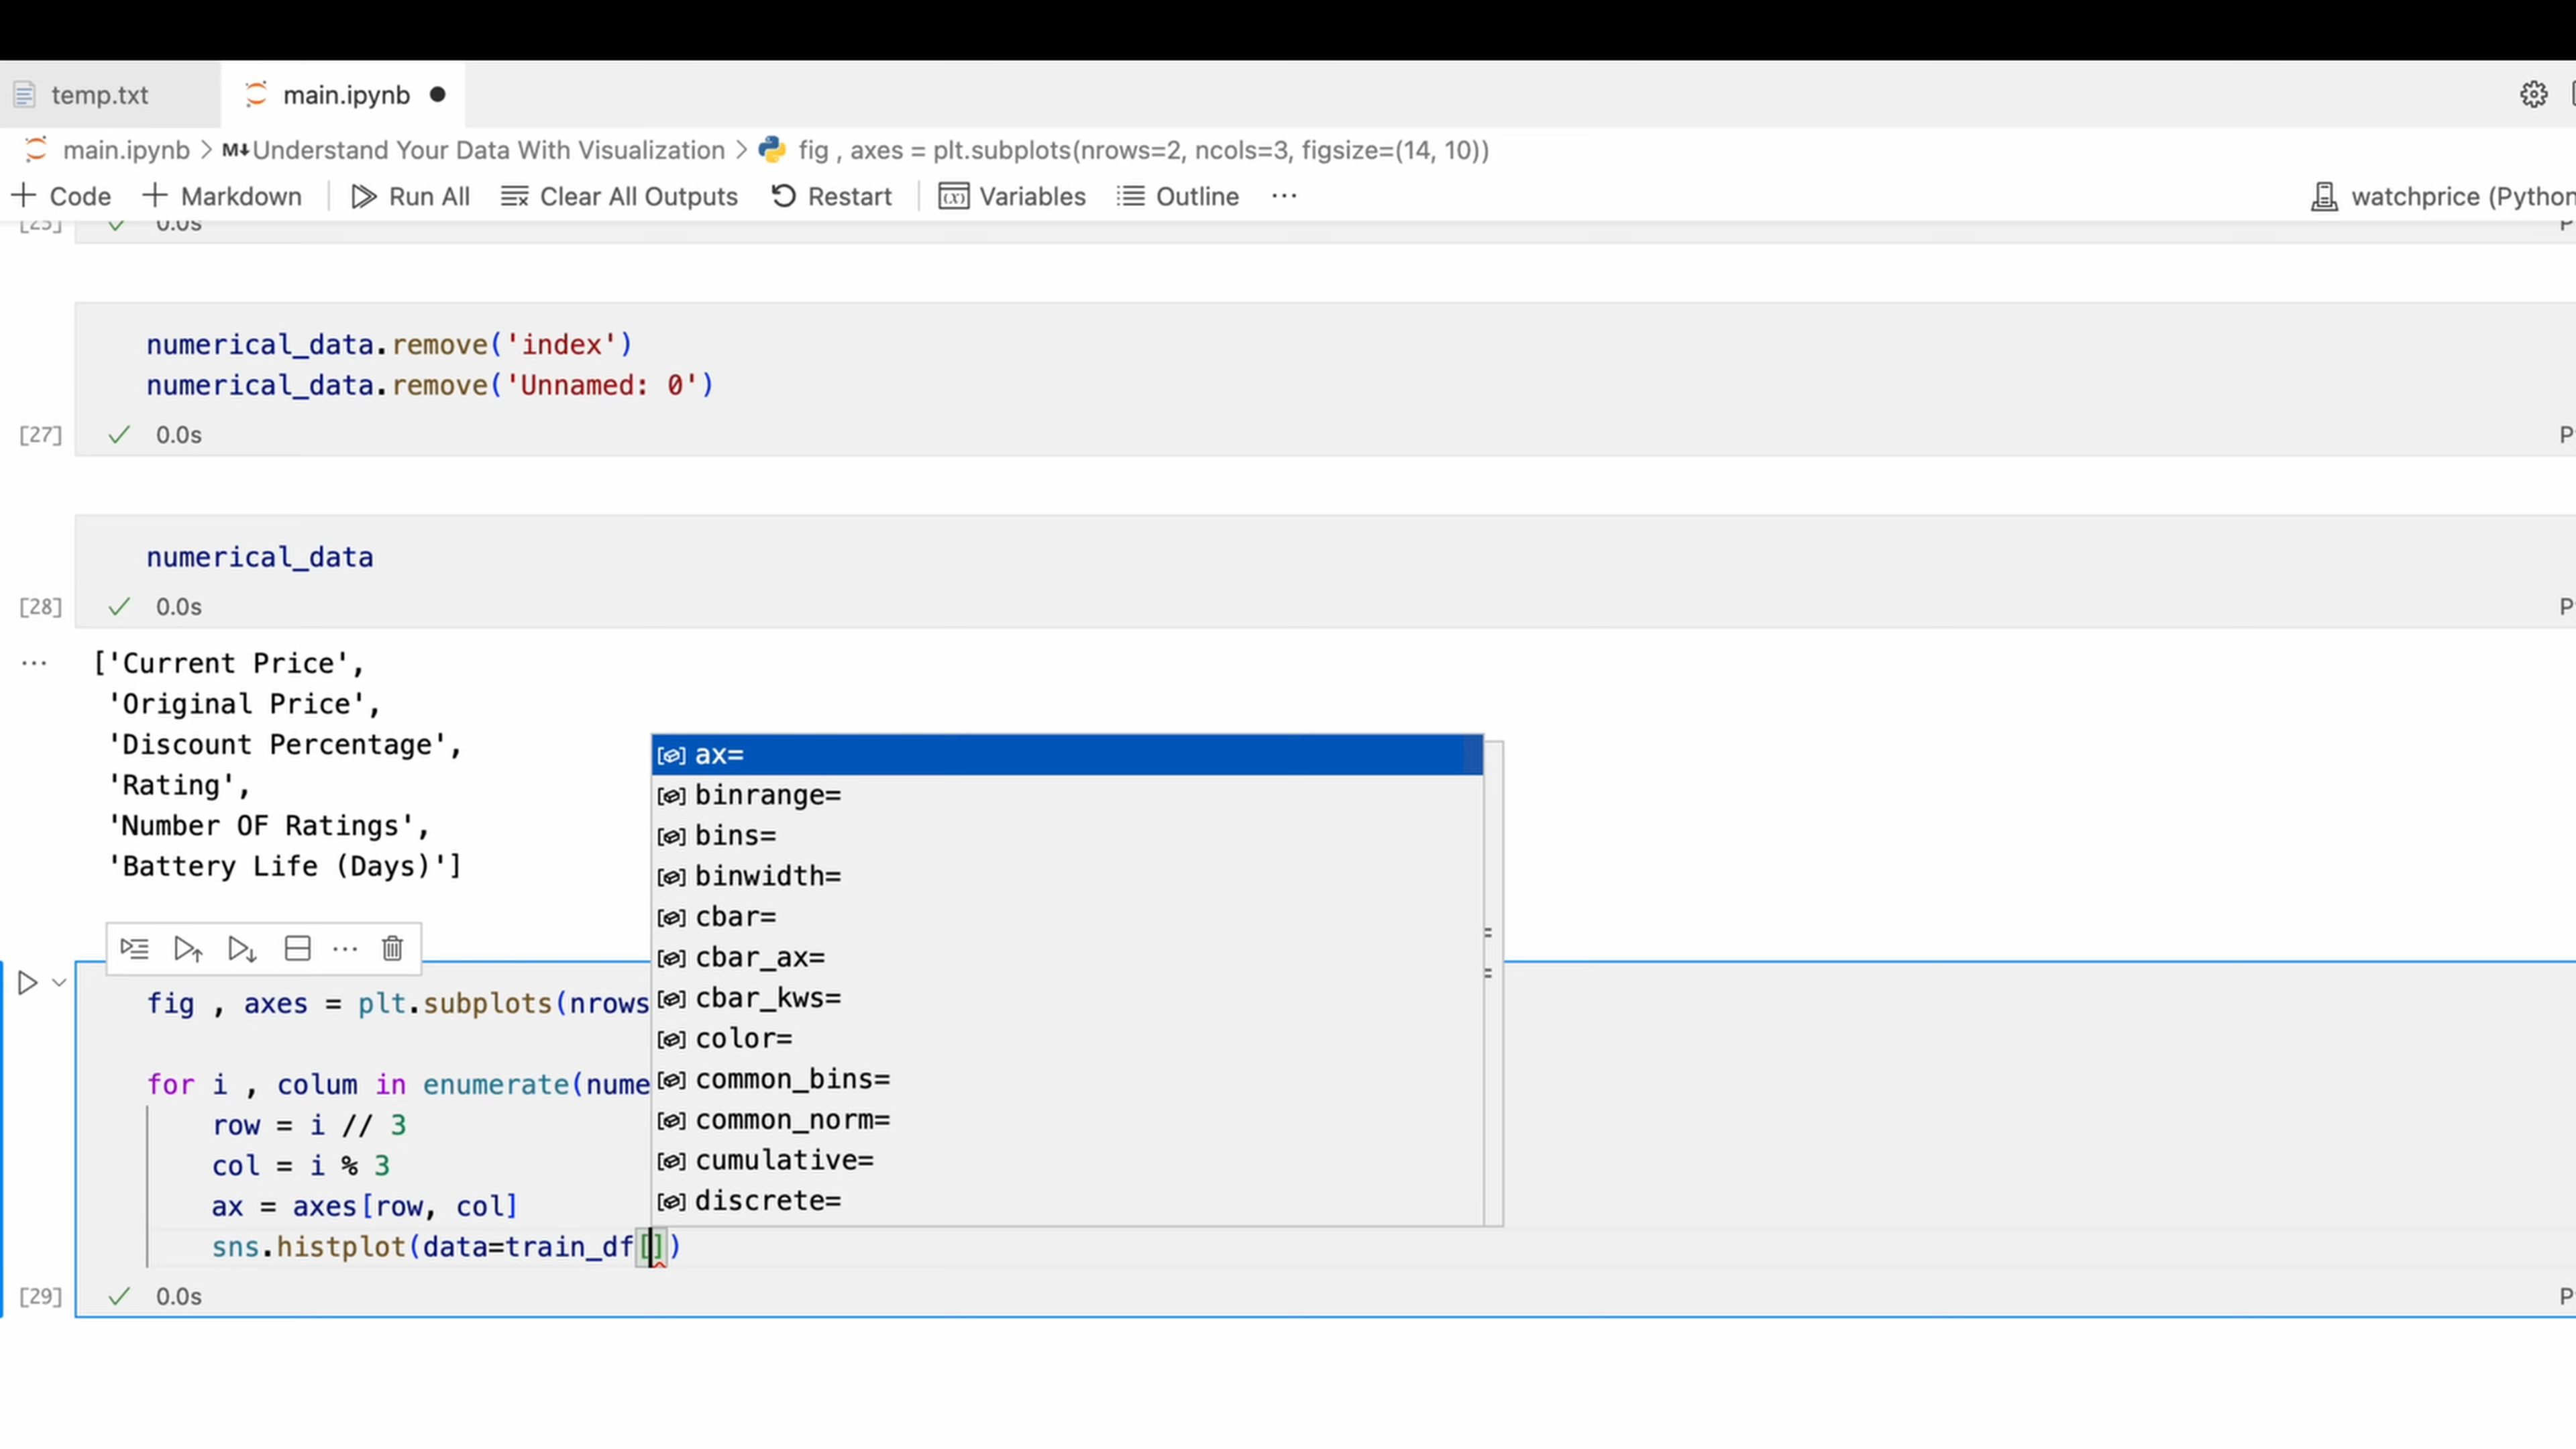 temp.txt
main.ipynb
main.ipynb > M↓Understand Your Data With Visualization > fig , axes = plt.subplots(nrows=2, ncols=3, figsize=(14, 10))
+ Code + Markdown Run All Clear All Outputs Restart Variables Outline ··· watchprice (Python
0.0s
numerical_data.remove('index')
numerical_data.remove('Unnamed: 0')
[27] 0.0s P
numerical_data
[28] 0.0s P
['Current Price',
'Original Price',
'Discount Percentage',
'Rating',
'Number OF Ratings',
'Battery Life (Days)']
ax=
binrange=
bins=
binwidth=
cbar=
cbar_ax=
cbar_kws=
color=
common_bins=
common_norm=
cumulative=
discrete=
fig , axes = plt.subplots(nrows
for i , colum in enumerate(nume
row = i // 3
col = i % 3
ax = axes[row, col]
sns.histplot(data=train_df[])
[29] 0.0s P